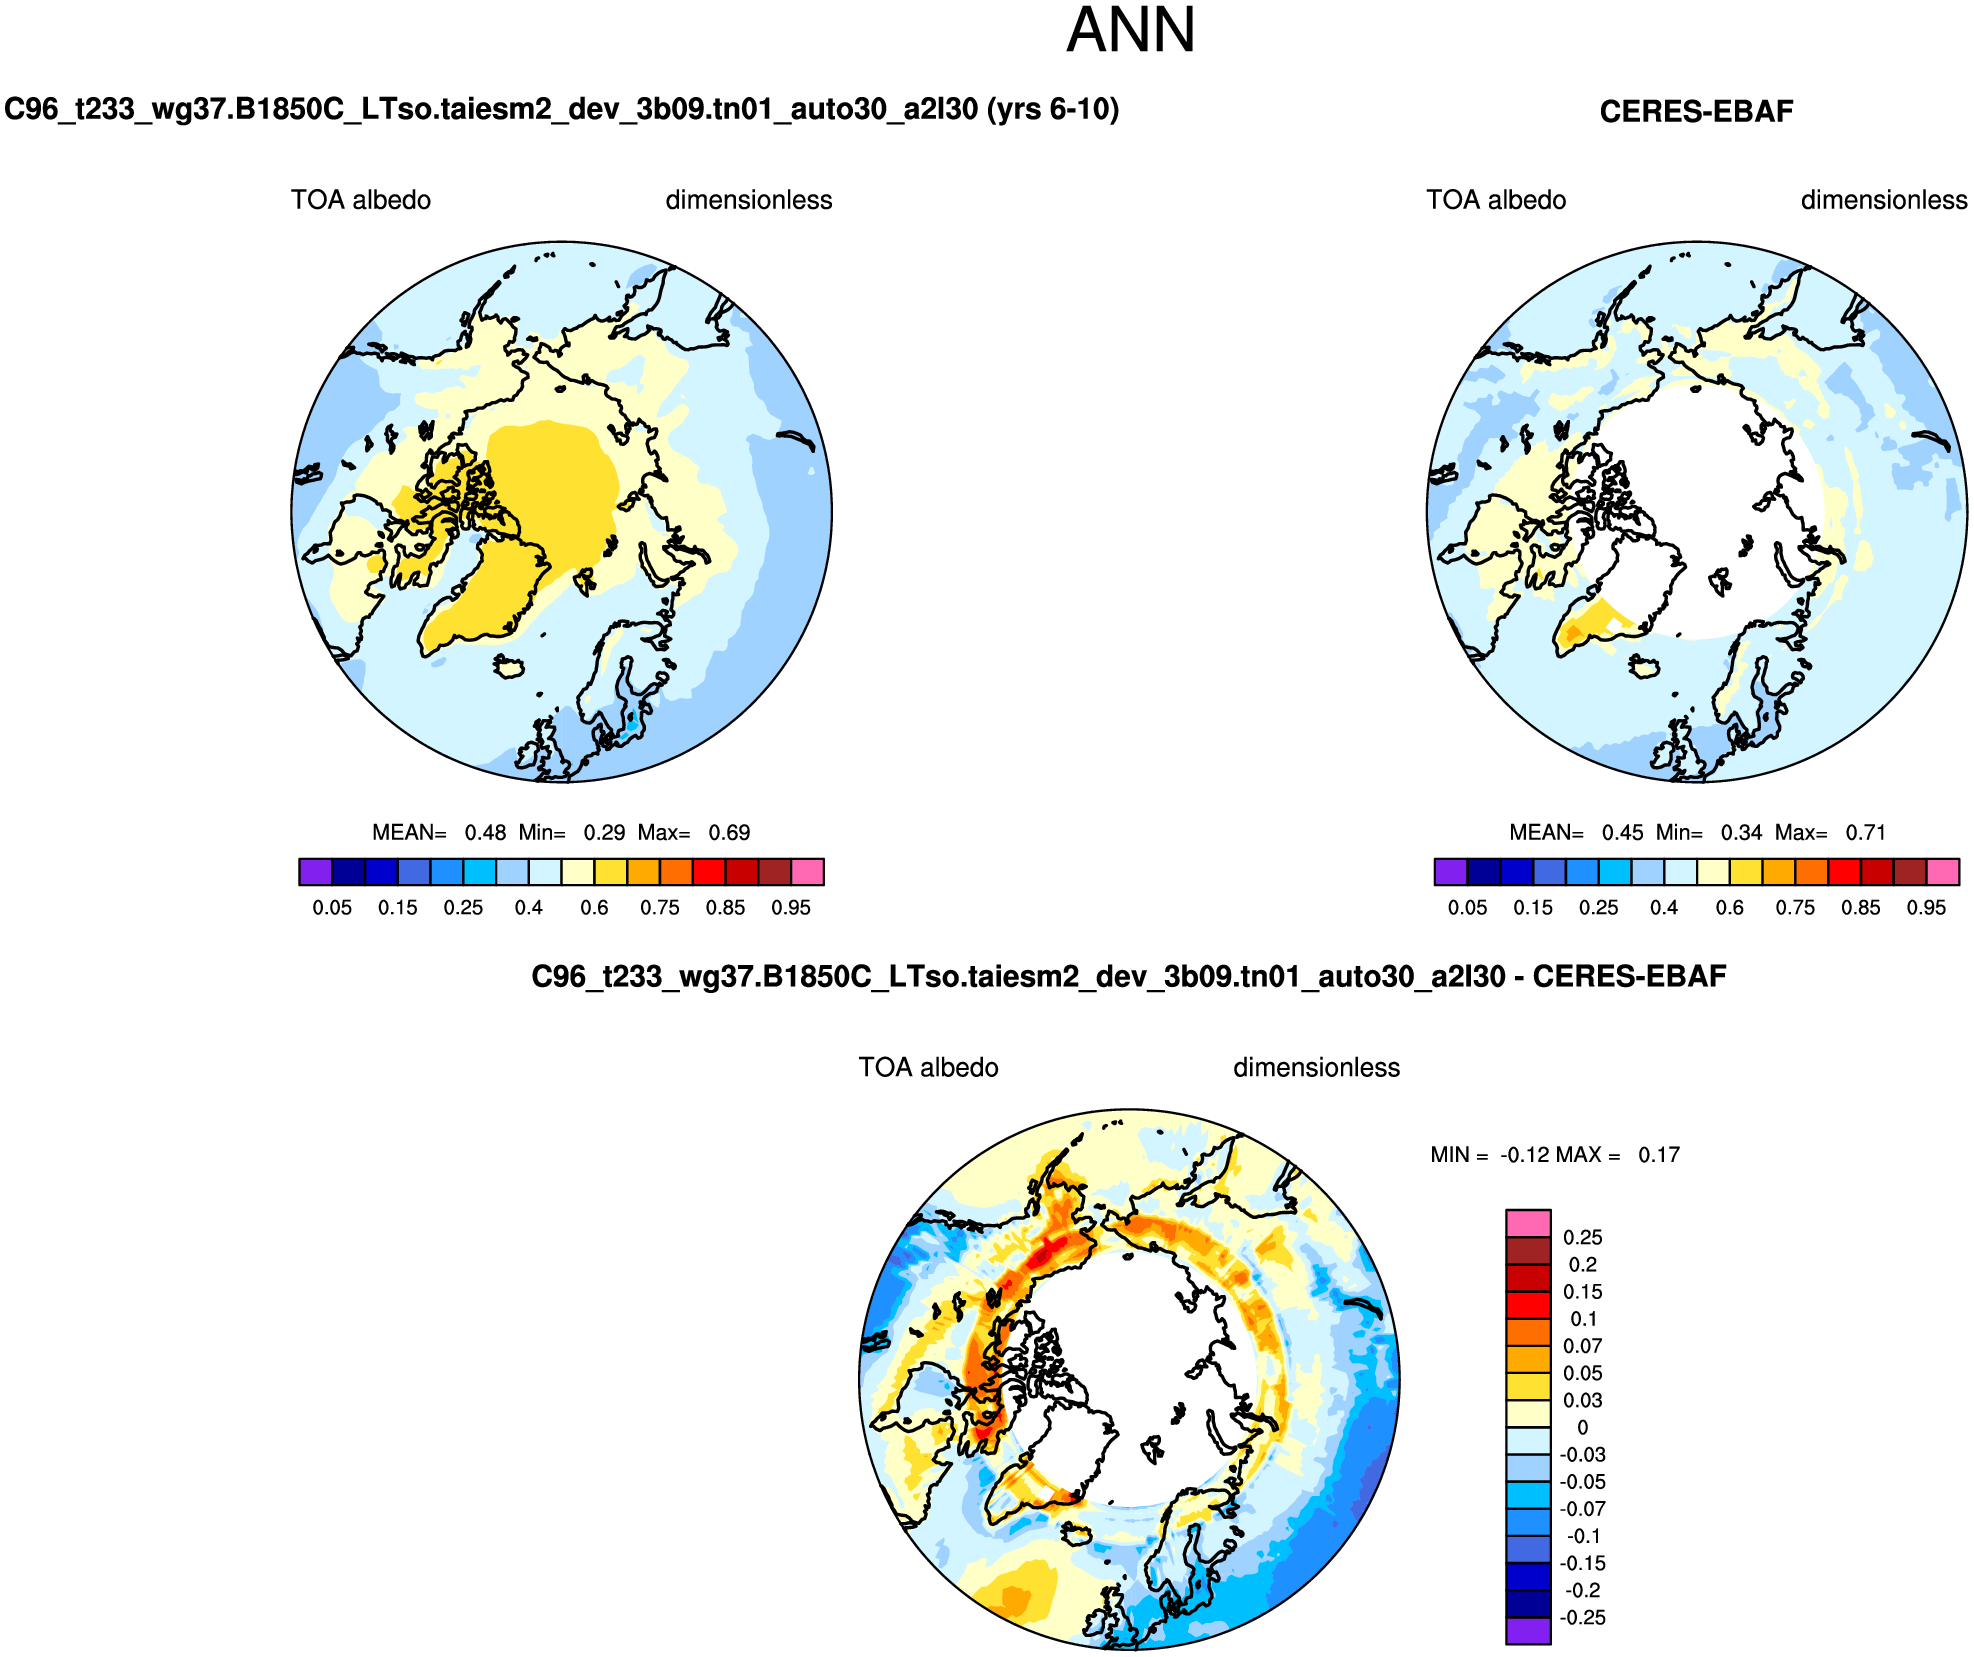 ANN
C96_t233_wg37.B1850C_LTso.taiesm2_dev_3b09.tn01_auto30_a2l30 (yrs 6-10)
CERES-EBAF
TOA albedo dimensionless
TOA albedo dimensionless
MEAN= 0.48 Min= 0.29 Max= 0.69
0.05 0.15 0.25 0.4 0.6 0.75 0.85 0.95
MEAN= 0.45 Min= 0.34 Max= 0.71
0.05 0.15 0.25 0.4 0.6 0.75 0.85 0.95
C96_t233_wg37.B1850C_LTso.taiesm2_dev_3b09.tn01_auto30_a2l30 - CERES-EBAF
TOA albedo dimensionless
MIN = -0.12 MAX = 0.17
0.25
0.2
0.15
0.1
0.07
0.05
0.03
0
-0.03
-0.05
-0.07
-0.1
-0.15
-0.2
-0.25